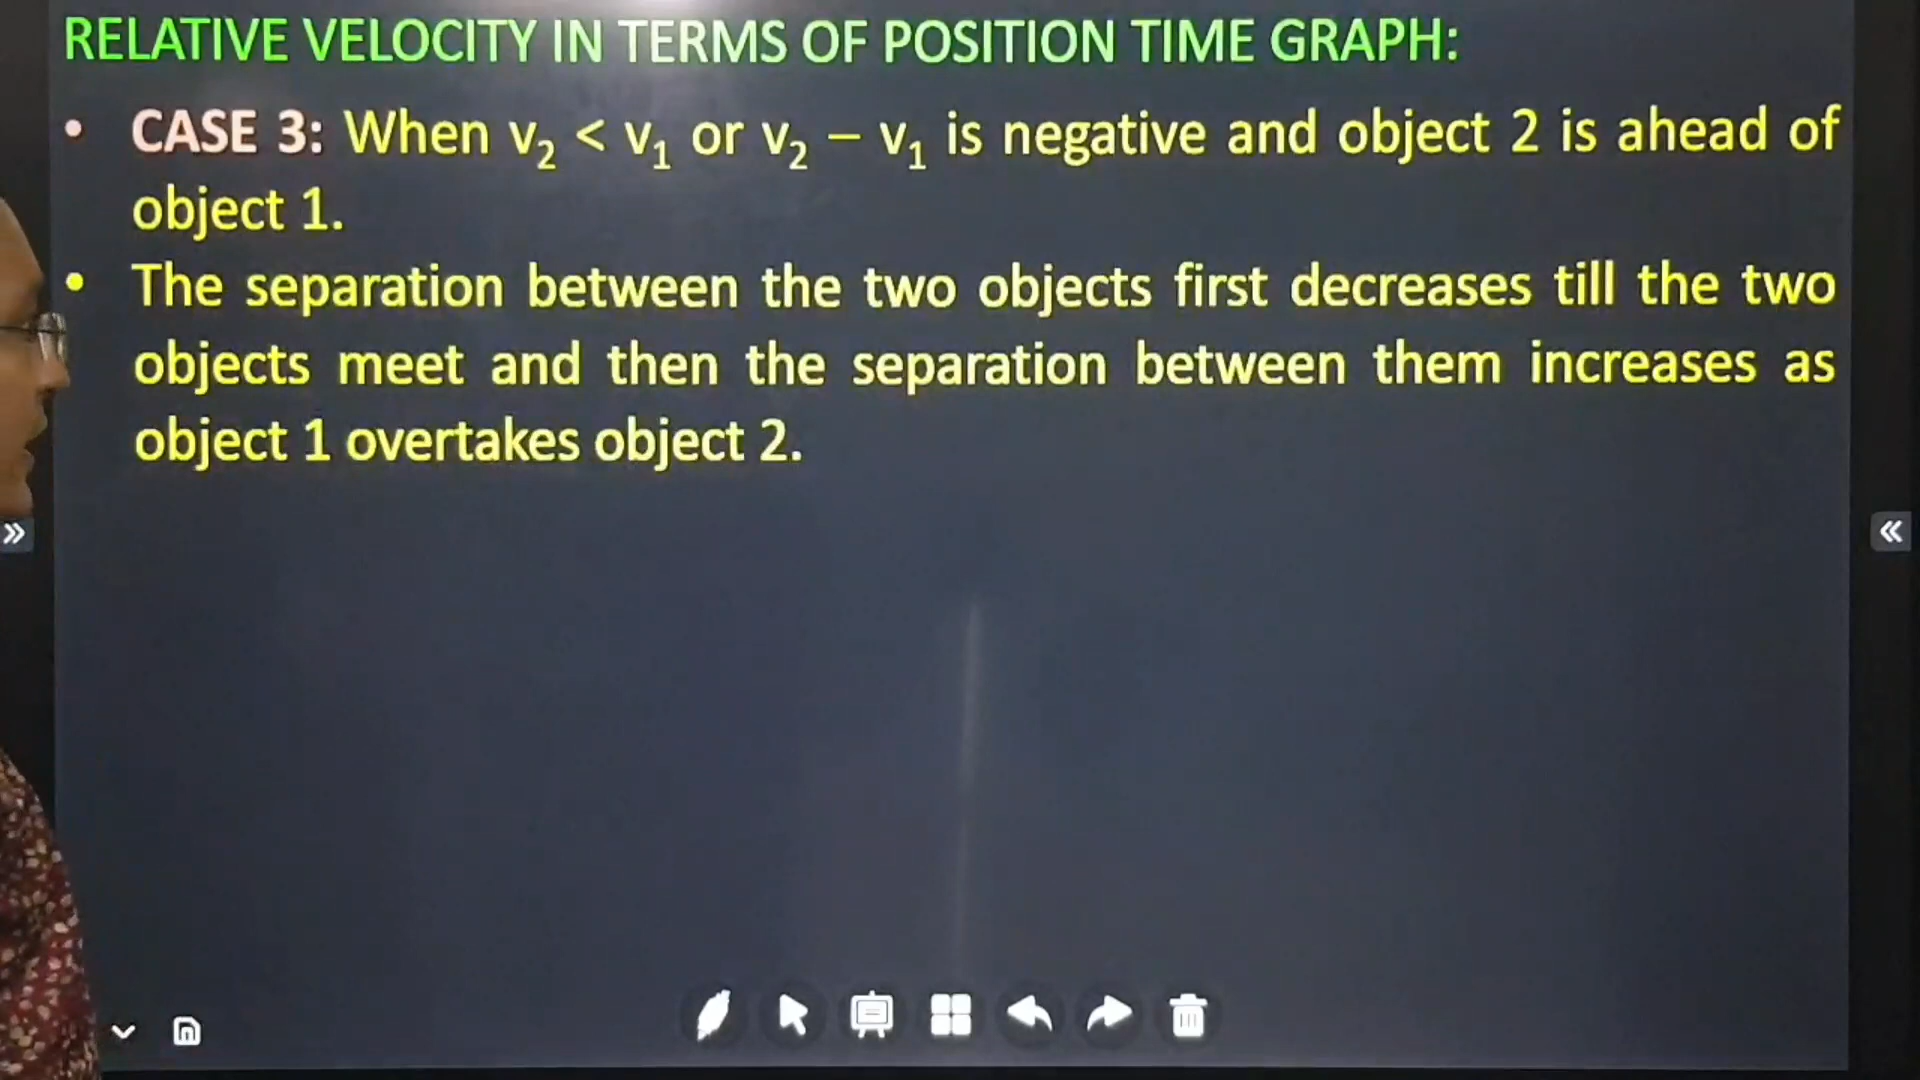 RELATIVE VELOCITY IN TERMS OF POSITION TIME GRAPH:
• CASE 3: When v₂ < v₁ or v₂ – v₁ is negative and object 2 is ahead of
object 1.
• The separation between the two objects first decreases till the two
objects meet and then the separation between them increases as
object 1 overtakes object 2.